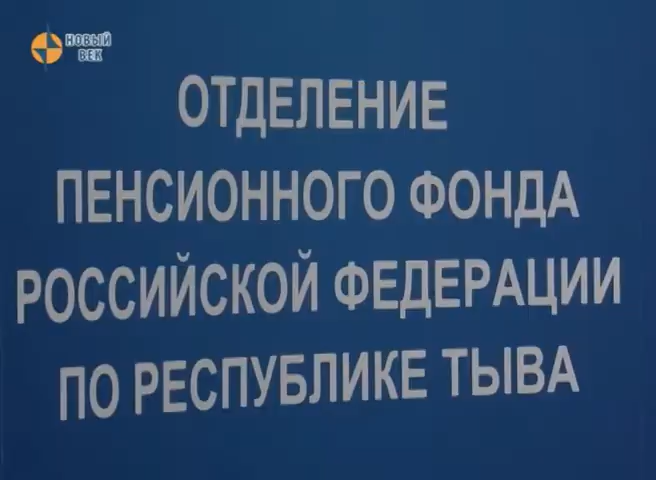 НОВЫЙ
ВЕК
ОТДЕЛЕНИЕ
ПЕНСИОННОГО ФОНДА
РОССИЙСКОЙ ФЕДЕРАЦИИ
ПО РЕСПУБЛИКЕ ТЫВА